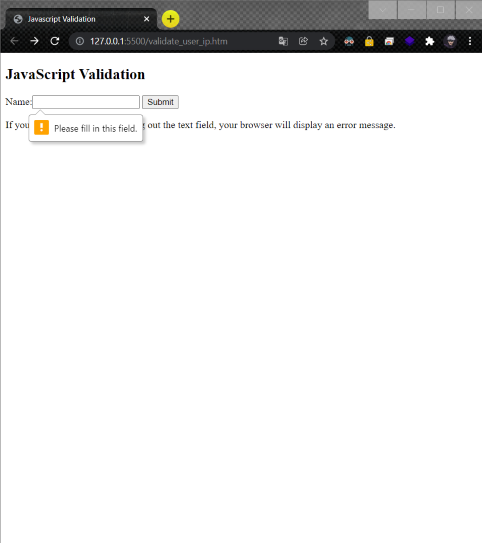 Javascript Validation
127.0.0.1:5500/validate_user_ip.htm
JavaScript Validation
Name: Submit
If you out the text field, your browser will display an error message.
Please fill in this field.